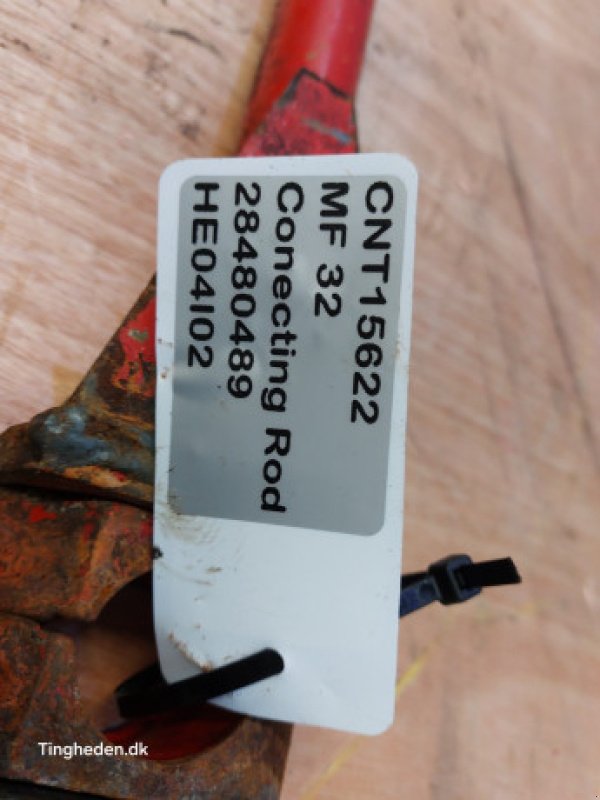 CNT15622
MF 32
Conecting Rod
28480489
HE04I02
Tingheden.dk